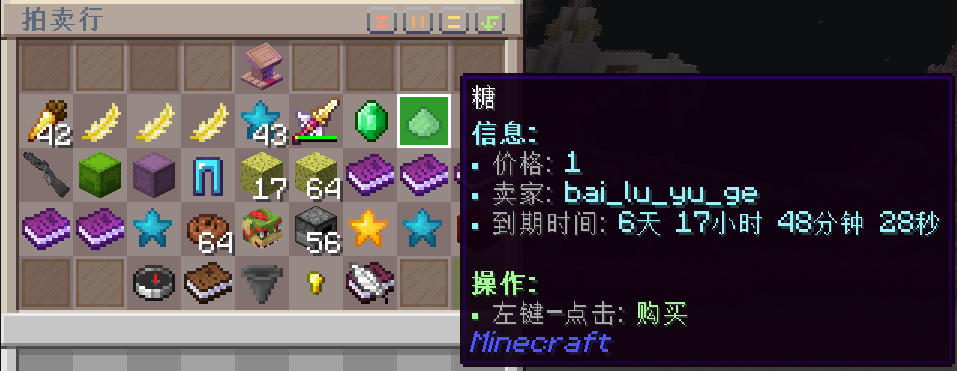 拍卖行
42
43
17 64
64 56
糖
信息:
▪ 价格: 1
▪ 卖家: bai_lu_yu_ge
▪ 到期时间: 6天 17小时 48分钟 28秒
操作:
▪ 左键-点击: 购买
Minecraft